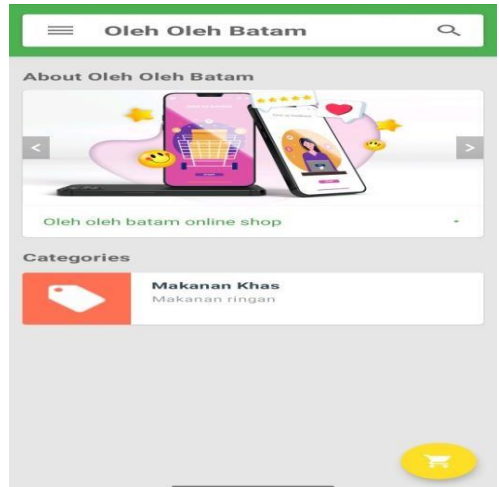 Oleh Oleh Batam
About Oleh Oleh Batam
<
>
Oleh oleh batam online shop
Categories
Makanan Khas
Makanan ringan